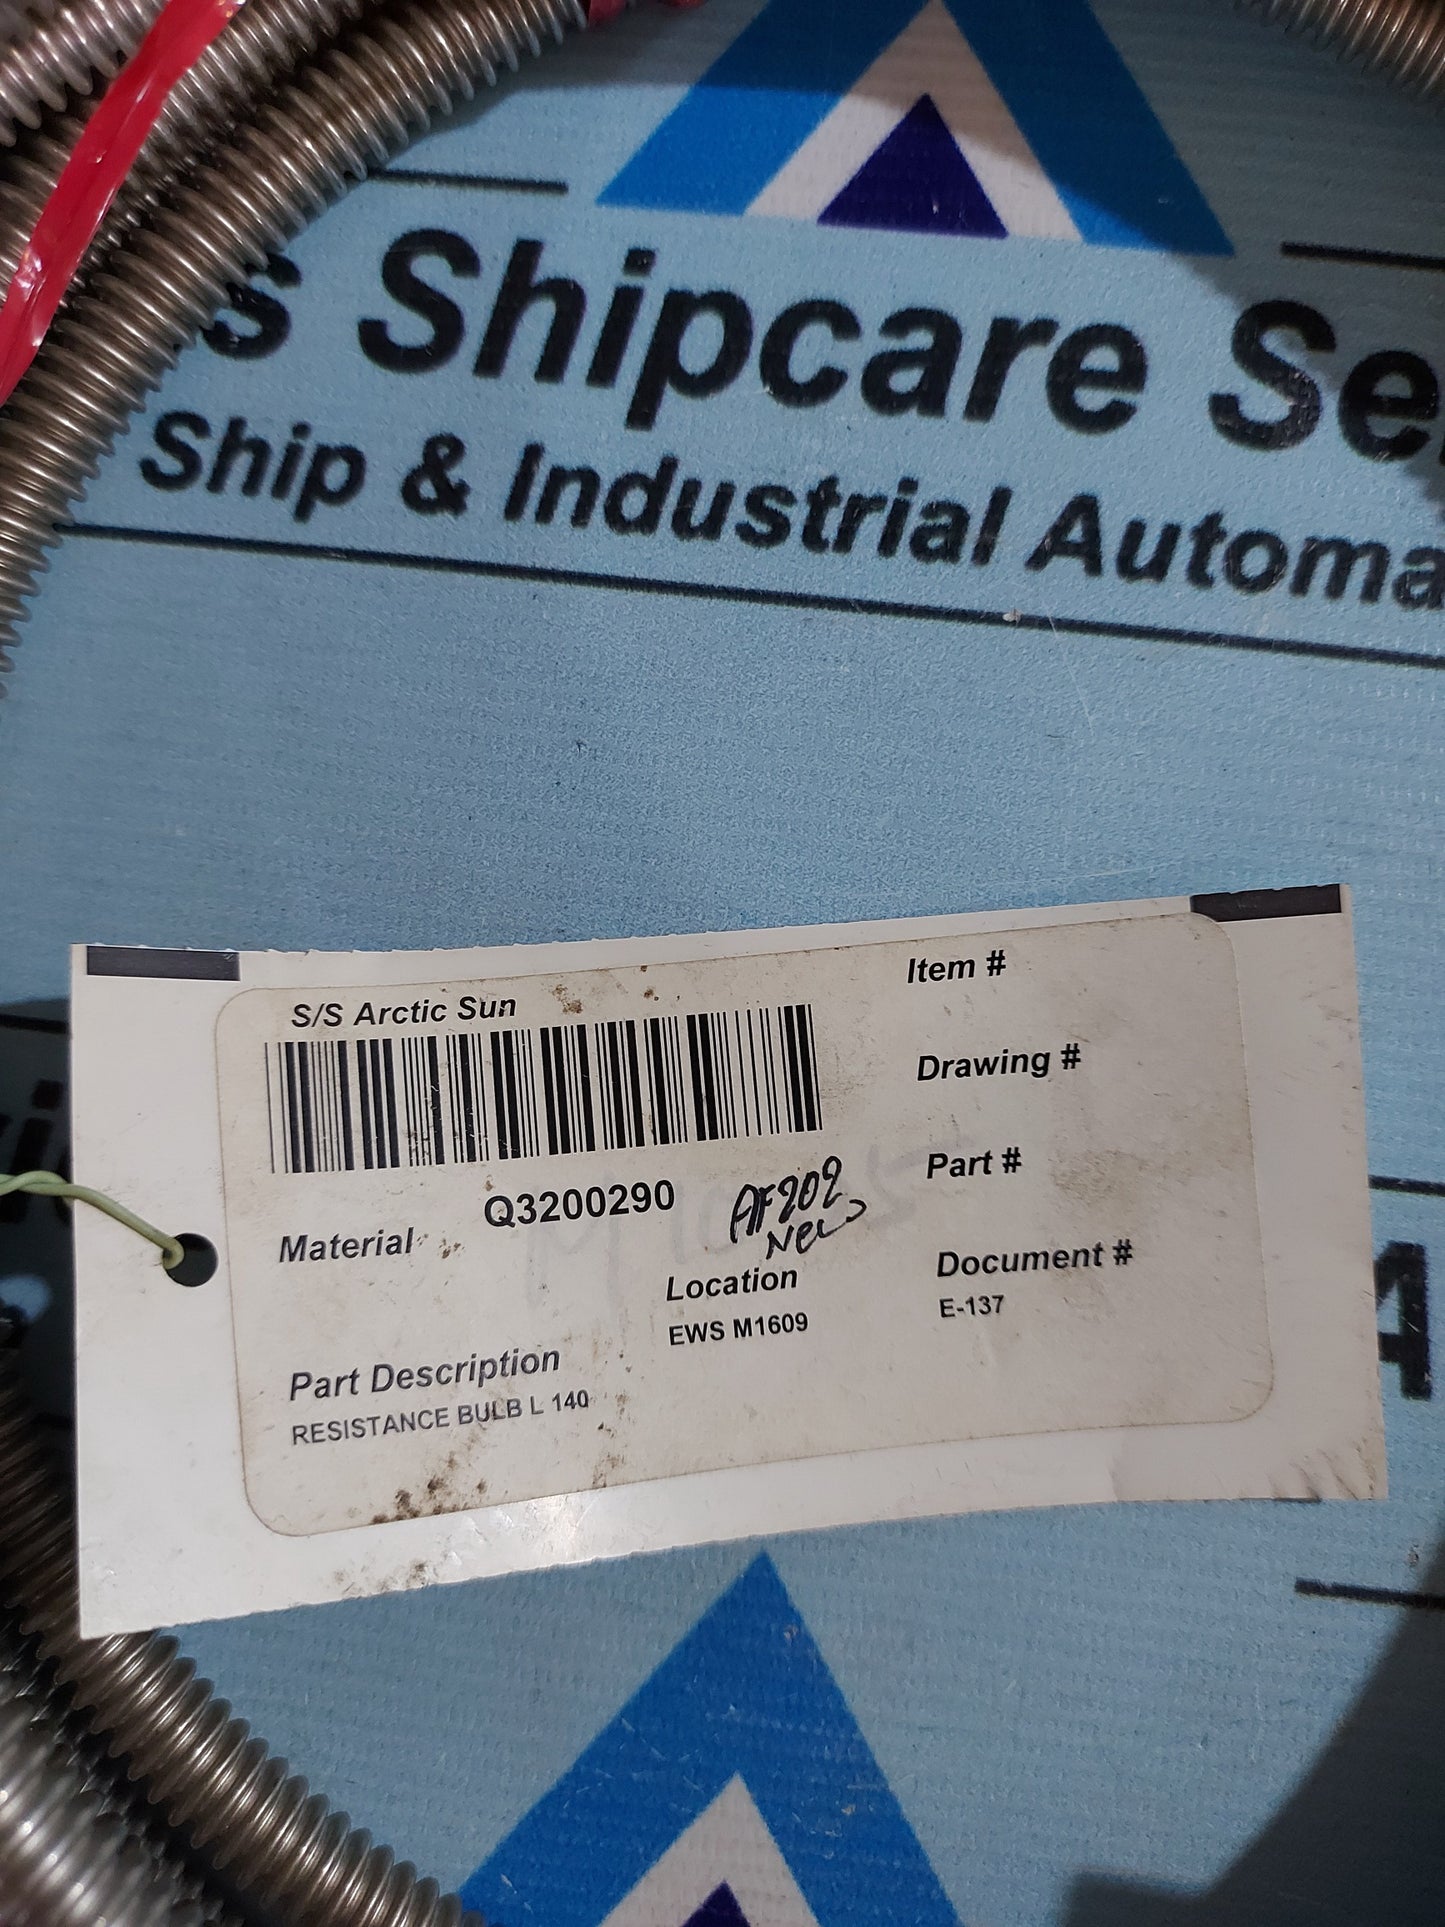 s Shipcare Se
Ship & Industrial Automa
S/S Arctic Sun
Item #
Drawing #
Part #
Q3200290
AF202
New
Material
Location
EWS M1609
Document #
E-137
Part Description
RESISTANCE BULB L 140